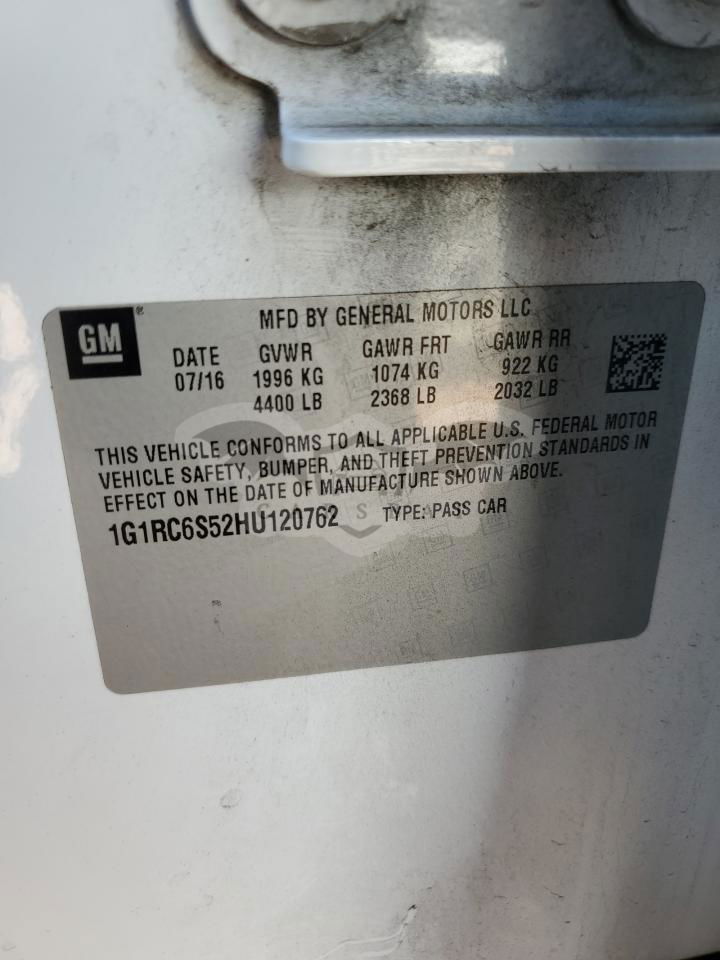 GM®
MFD BY GENERAL MOTORS LLC
DATE GVWR GAWR FRT GAWR RR
07/16 1996 KG 1074 KG 922 KG
4400 LB 2368 LB 2032 LB
THIS VEHICLE CONFORMS TO ALL APPLICABLE U.S. FEDERAL MOTOR
VEHICLE SAFETY, BUMPER, AND THEFT PREVENTION STANDARDS IN
EFFECT ON THE DATE OF MANUFACTURE SHOWN ABOVE.
1G1RC6S52HU120762 TYPE: PASS CAR